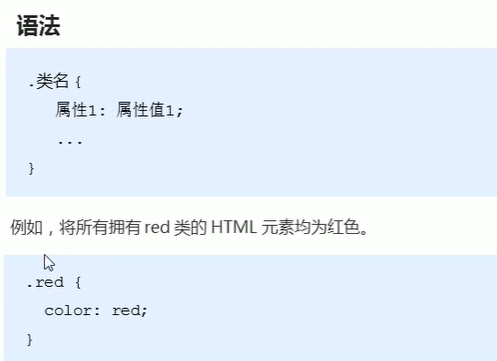 语法
.类名 {
属性1: 属性值1;
...
}
例如，将所有拥有 red 类的 HTML 元素均为红色。
.red {
color: red;
}